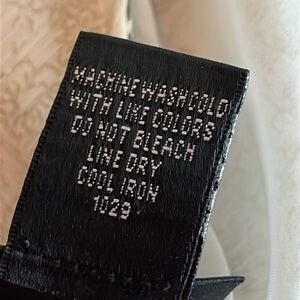 MACHINE WASH COLD
WITH LIKE COLORS
DO NOT BLEACH
LINE DRY
COOL IRON
1029